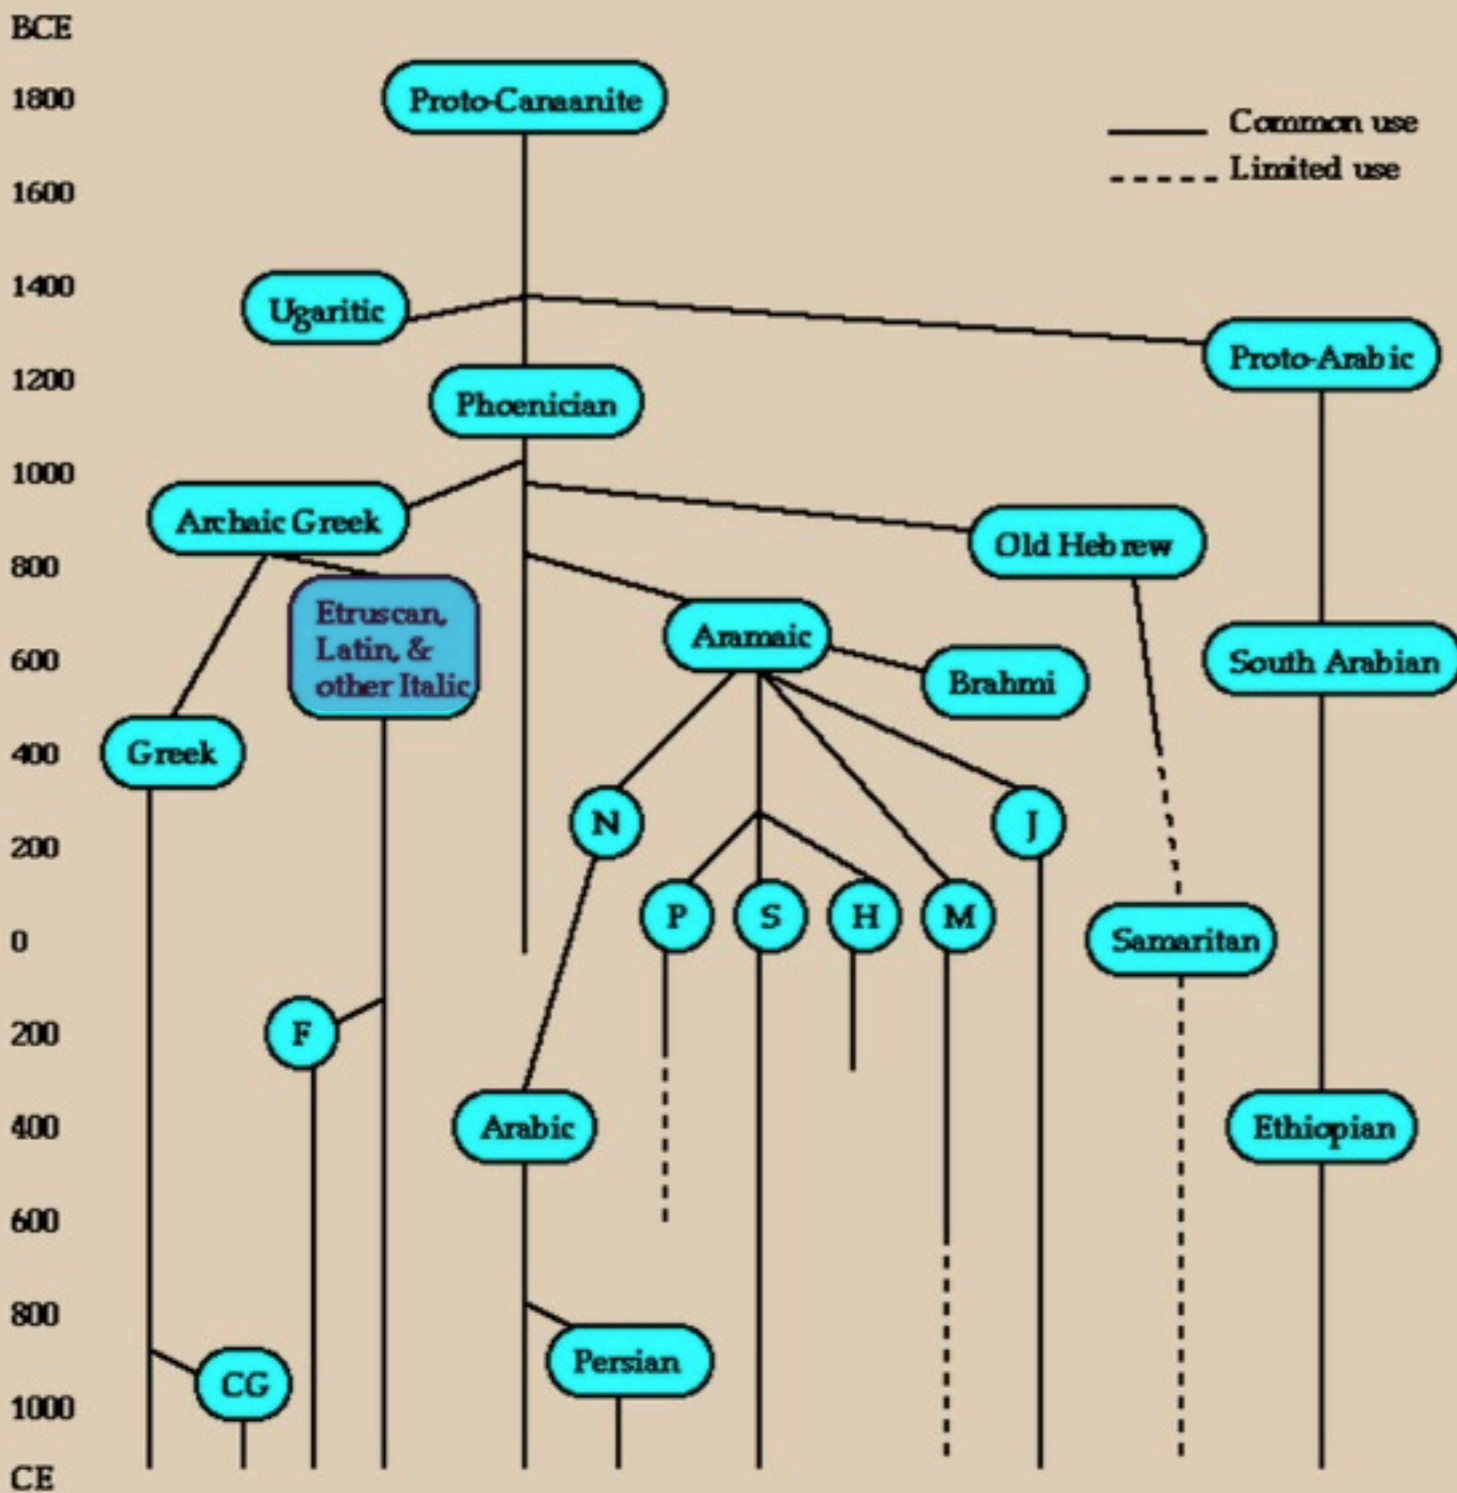 BCE
1800
Proto-Canaanite
Common use
Limited use
1600
1400
Ugaritic
Proto-Arabic
1200
Phoenician
1000
Archaic Greek
Old Hebrew
800
Etruscan,
Latin, &
other Italic
Aramaic
600
South Arabian
Brahmi
400
Greek
N
J
200
P
S
H
M
0
Samaritan
200
F
400
Arabic
Ethiopian
600
800
Persian
CG
1000
CE